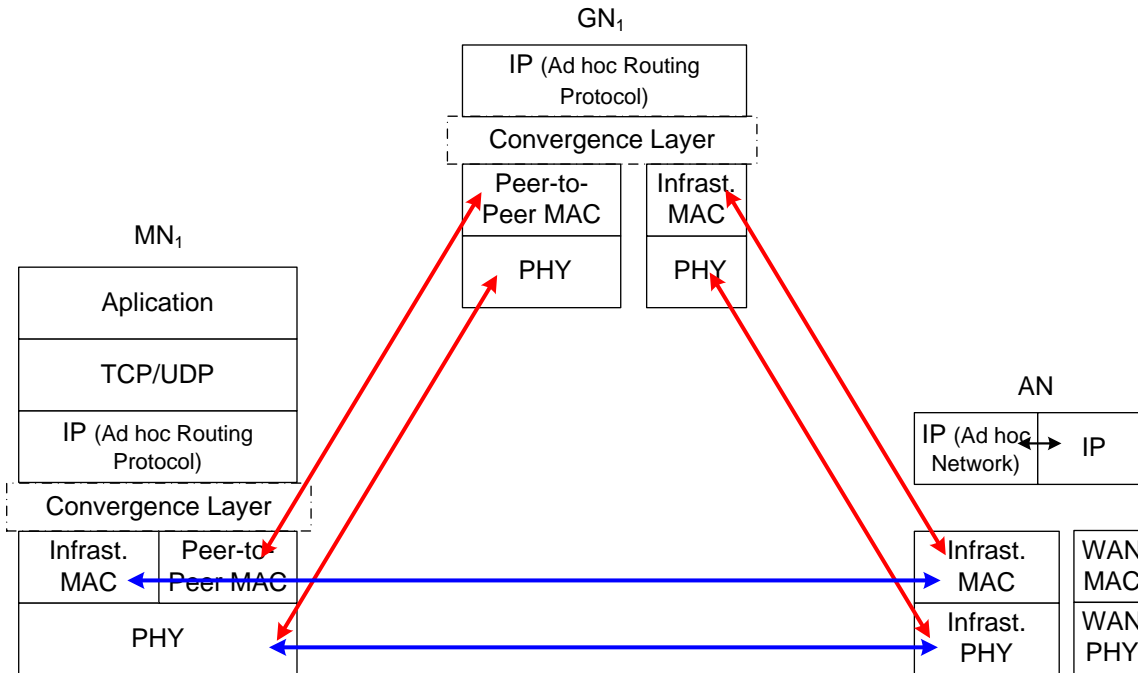 GN₁
IP (Ad hoc Routing
Protocol)
Convergence Layer
Peer-to-
Peer MAC
Infrast.
MAC
PHY
PHY
MN₁
Aplication
TCP/UDP
IP (Ad hoc Routing
Protocol)
Convergence Layer
Infrast.
MAC
Peer-to-
Peer MAC
PHY
AN
IP (Ad hoc
Network)
IP
Infrast.
MAC
WAN
MAC
Infrast.
PHY
WAN
PHY